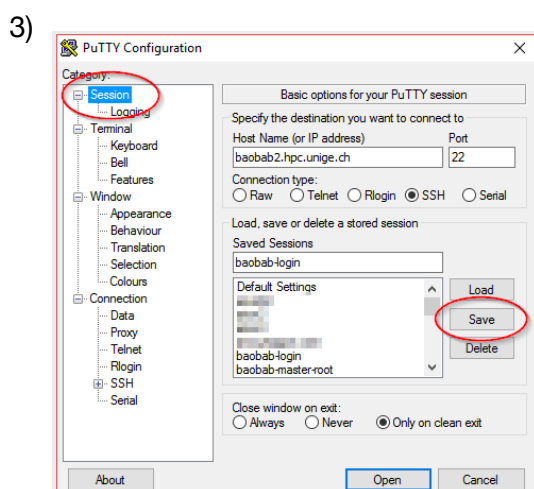 3)
PuTTY Configuration
Category:
Session
Logging
Terminal
Keyboard
Bell
Features
Window
Appearance
Behaviour
Translation
Selection
Colours
Connection
Data
Proxy
Telnet
Rlogin
SSH
Serial
Basic options for your PuTTY session
Specify the destination you want to connect to
Host Name (or IP address) Port
baobab2.hpc.unige.ch 22
Connection type:
Raw Telnet Rlogin SSH Serial
Load, save or delete a stored session
Saved Sessions
baobab-login
Default Settings
baobab-login
baobab-master-root
Load
Save
Delete
Close window on exit:
Always Never Only on clean exit
About Open Cancel